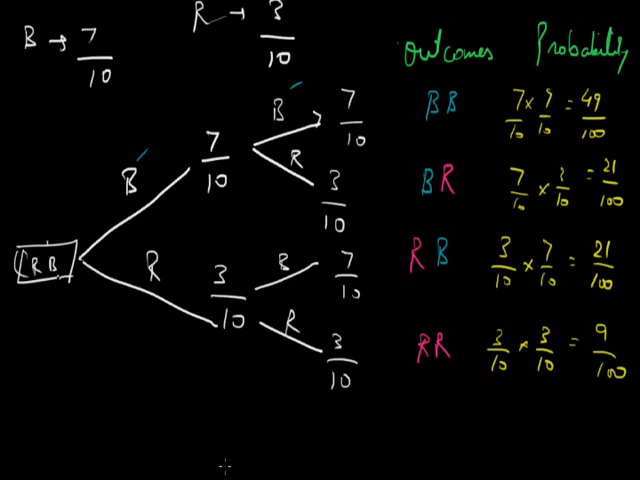 B → 7/10
R → 3/10
Outcomes Probability
B 7/10
B 7/10
R 3/10
RB
R 3/10
B 7/10
R 3/10
BB 7/10 × 7/10 = 49/100
BR 7/10 × 3/10 = 21/100
RB 3/10 × 7/10 = 21/100
RR 3/10 × 3/10 = 9/100